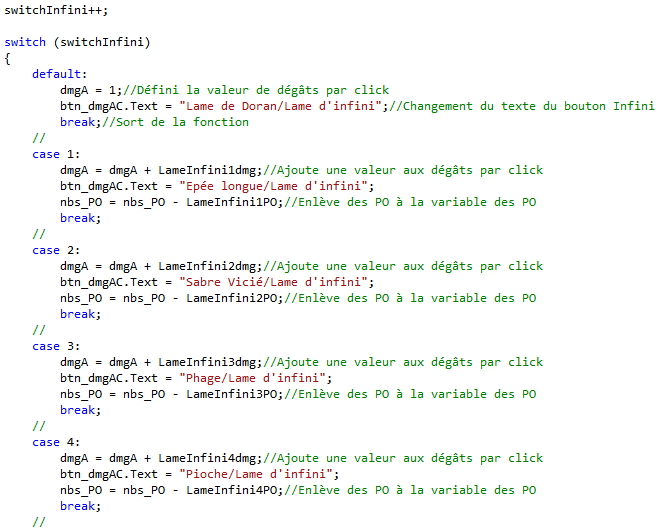 switchInfini++;

switch (switchInfini)
{
    default:
        dmgA = 1;//Défini la valeur de dégâts par click
        btn_dmgAC.Text = "Lame de Doran/Lame d'infini";//Changement du texte du bouton Infini
        break;//Sort de la fonction
    //
    case 1:
        dmgA = dmgA + LameInfini1dmg;//Ajoute une valeur aux dégâts par click
        btn_dmgAC.Text = "Epée longue/Lame d'infini";
        nbs_PO = nbs_PO - LameInfini1PO;//Enlève des PO à la variable des PO
        break;
    //
    case 2:
        dmgA = dmgA + LameInfini2dmg;//Ajoute une valeur aux dégâts par click
        btn_dmgAC.Text = "Sabre Vicié/Lame d'infini";
        nbs_PO = nbs_PO - LameInfini2PO;//Enlève des PO à la variable des PO
        break;
    //
    case 3:
        dmgA = dmgA + LameInfini3dmg;//Ajoute une valeur aux dégâts par click
        btn_dmgAC.Text = "Phage/Lame d'infini";
        nbs_PO = nbs_PO - LameInfini3PO;//Enlève des PO à la variable des PO
        break;
    //
    case 4:
        dmgA = dmgA + LameInfini4dmg;//Ajoute une valeur aux dégâts par click
        btn_dmgAC.Text = "Pioche/Lame d'infini";
        nbs_PO = nbs_PO - LameInfini4PO;//Enlève des PO à la variable des PO
        break;
    //